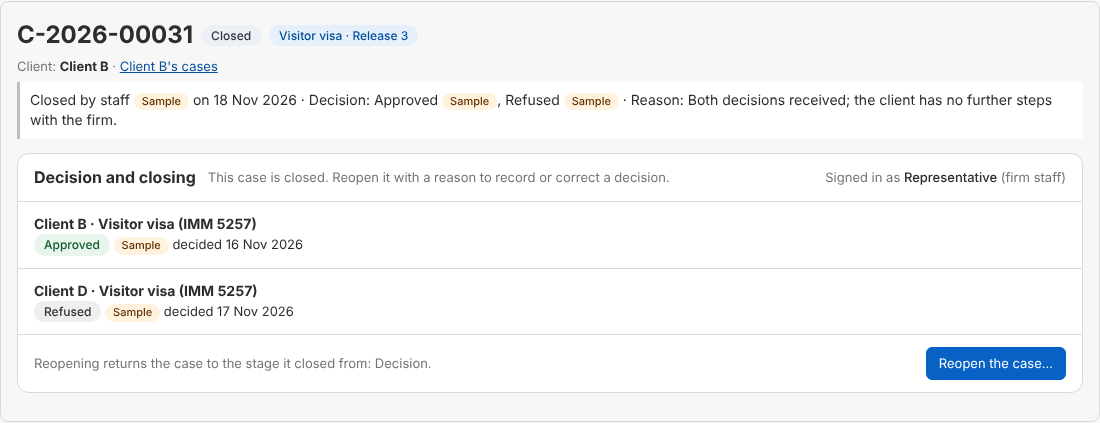 C-2026-00031 Closed Visitor visa · Release 3
Client: Client B · Client B's cases
Closed by staff Sample on 18 Nov 2026 · Decision: Approved Sample , Refused Sample · Reason: Both decisions received; the client has no further steps
with the firm.
Decision and closing This case is closed. Reopen it with a reason to record or correct a decision. Signed in as Representative (firm staff)
Client B · Visitor visa (IMM 5257)
Approved Sample decided 16 Nov 2026
Client D · Visitor visa (IMM 5257)
Refused Sample decided 17 Nov 2026
Reopening returns the case to the stage it closed from: Decision. Reopen the case...